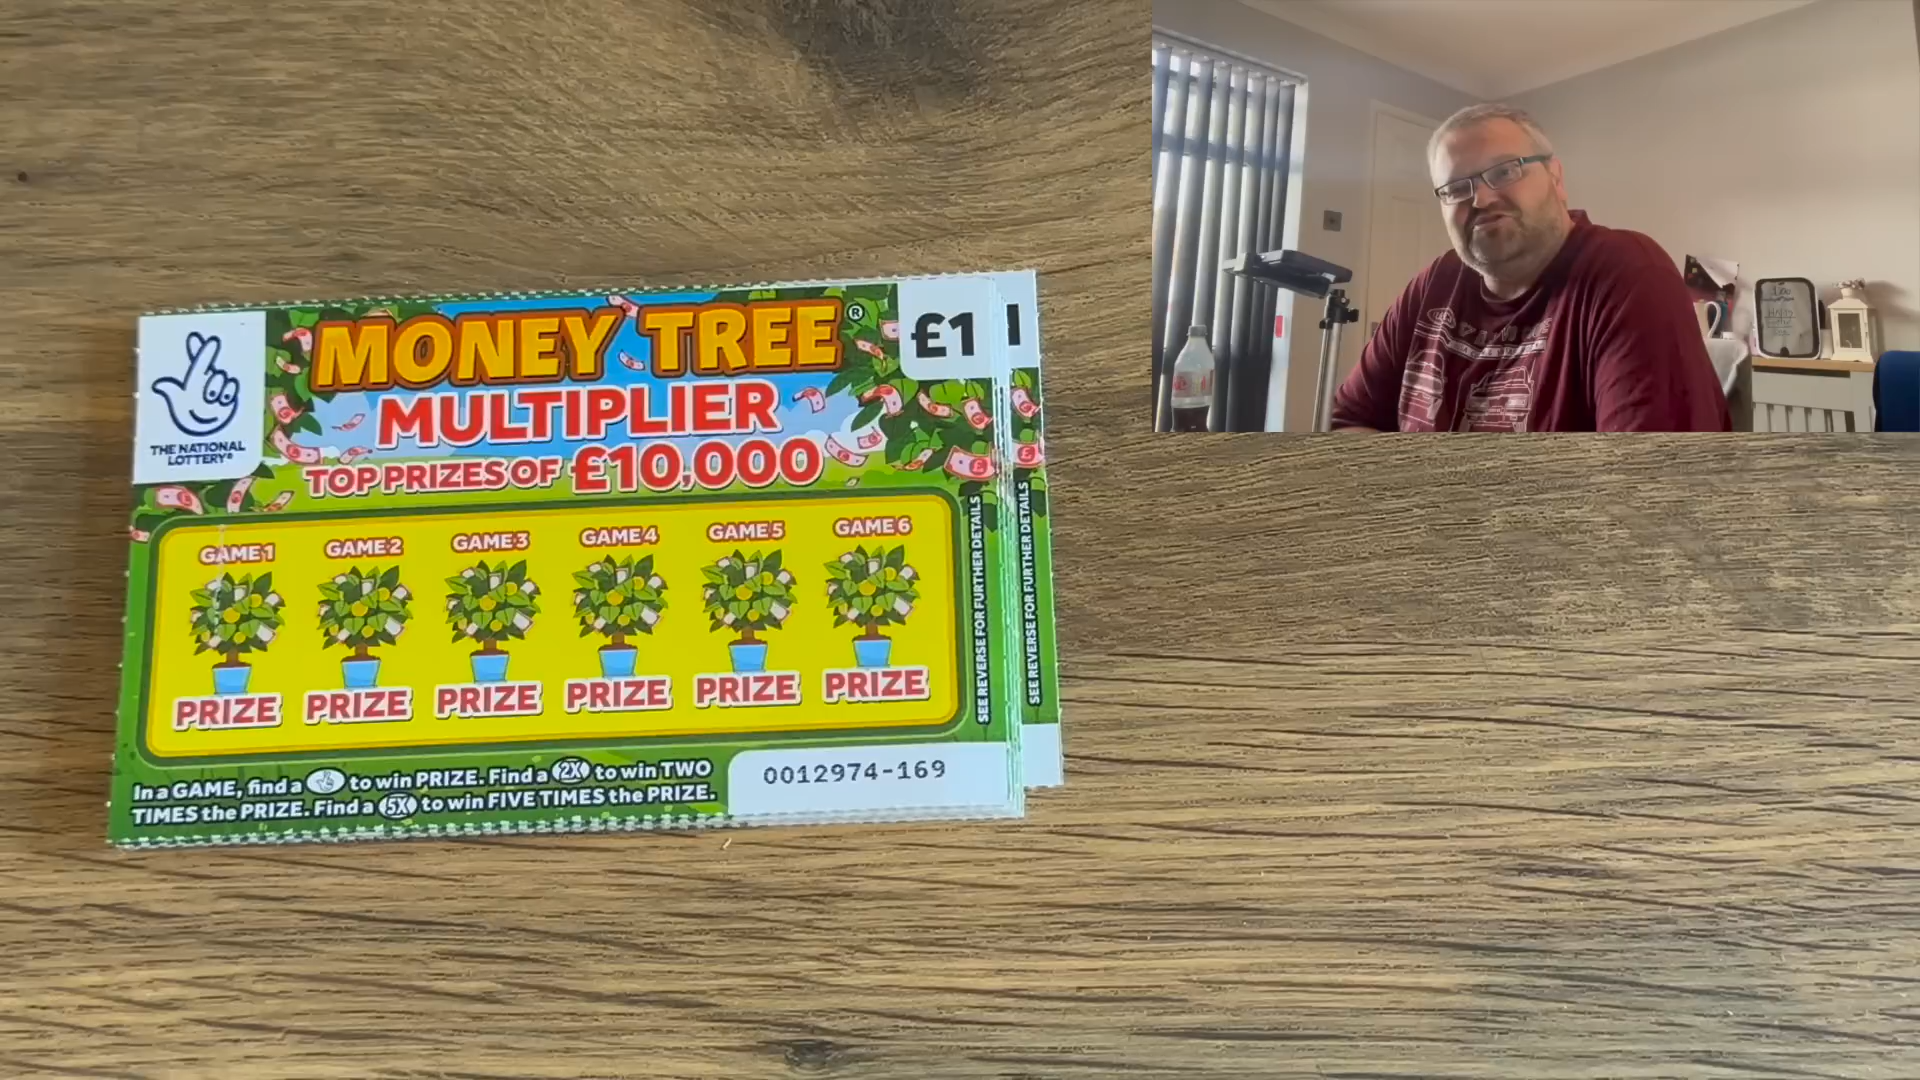 THE NATIONAL
LOTTERY®
MONEY TREE®
MULTIPLIER
TOP PRIZES OF £10,000
£1
GAME 1
GAME 2
GAME 3
GAME 4
GAME 5
GAME 6
PRIZE
PRIZE
PRIZE
PRIZE
PRIZE
PRIZE
SEE REVERSE FOR FURTHER DETAILS
SEE REVERSE FOR FURTHER DETAILS
In a GAME, find a to win PRIZE. Find a 2X to win TWO
TIMES the PRIZE. Find a 5X to win FIVE TIMES the PRIZE.
0012974-169